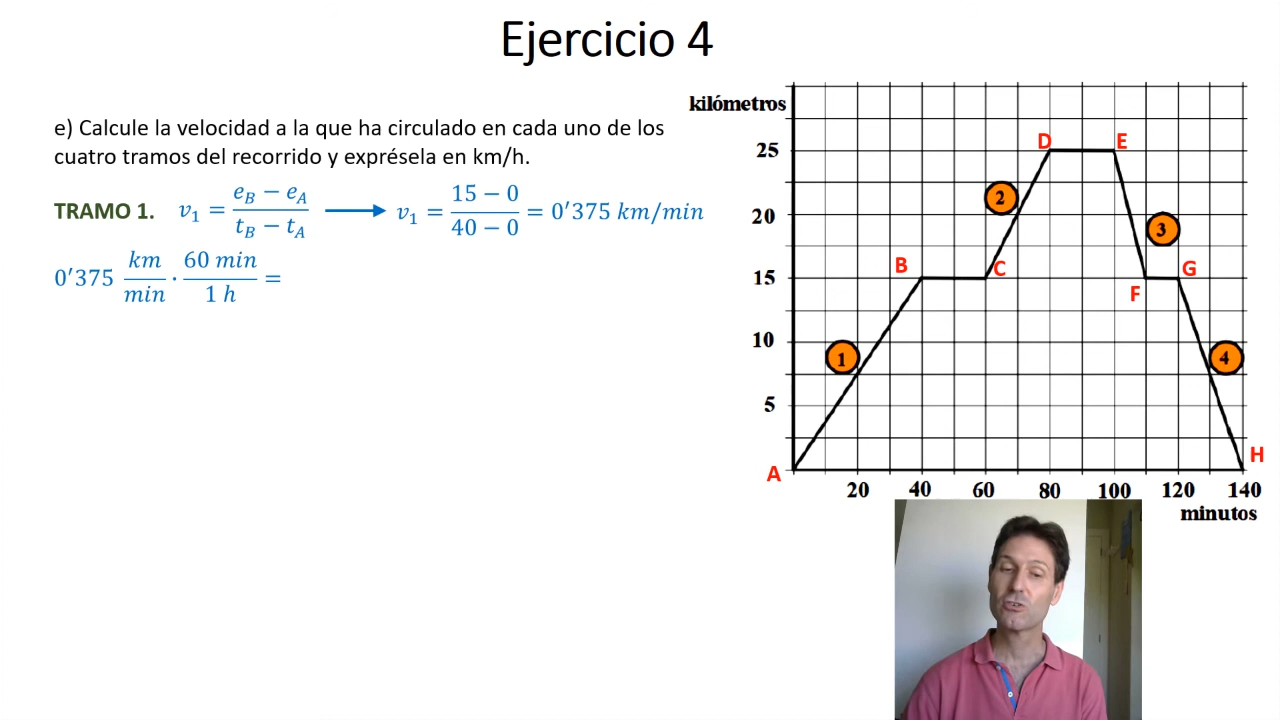 Ejercicio 4
e) Calcule la velocidad a la que ha circulado en cada uno de los
cuatro tramos del recorrido y exprésela en km/h.
TRAMO 1. v₁ = (e_B − e_A)/(t_B − t_A) → v₁ = (15 − 0)/(40 − 0) = 0'375 km/min
0'375 km/min · 60 min/1 h =
kilómetros
25
20
15
10
5
A
B
C
D
E
F
G
H
1
2
3
4
20 40 60 80 100 120 140
minutos